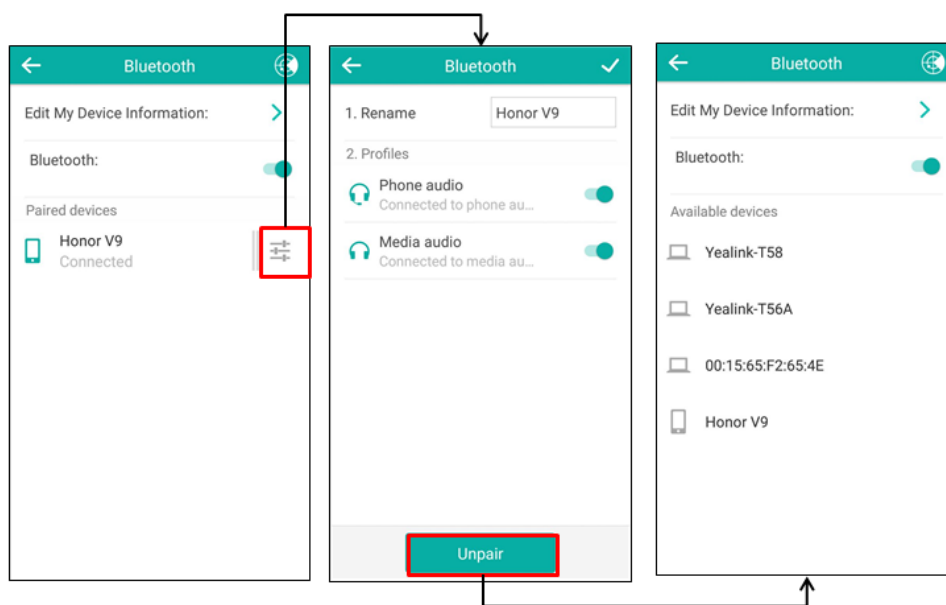 Bluetooth
Edit My Device Information:
Bluetooth:
Paired devices
Honor V9
Connected
Bluetooth
1. Rename
Honor V9
2. Profiles
Phone audio
Connected to phone au...
Media audio
Connected to media au...
Unpair
Bluetooth
Edit My Device Information:
Bluetooth:
Available devices
Yealink-T58
Yealink-T56A
00:15:65:F2:65:4E
Honor V9